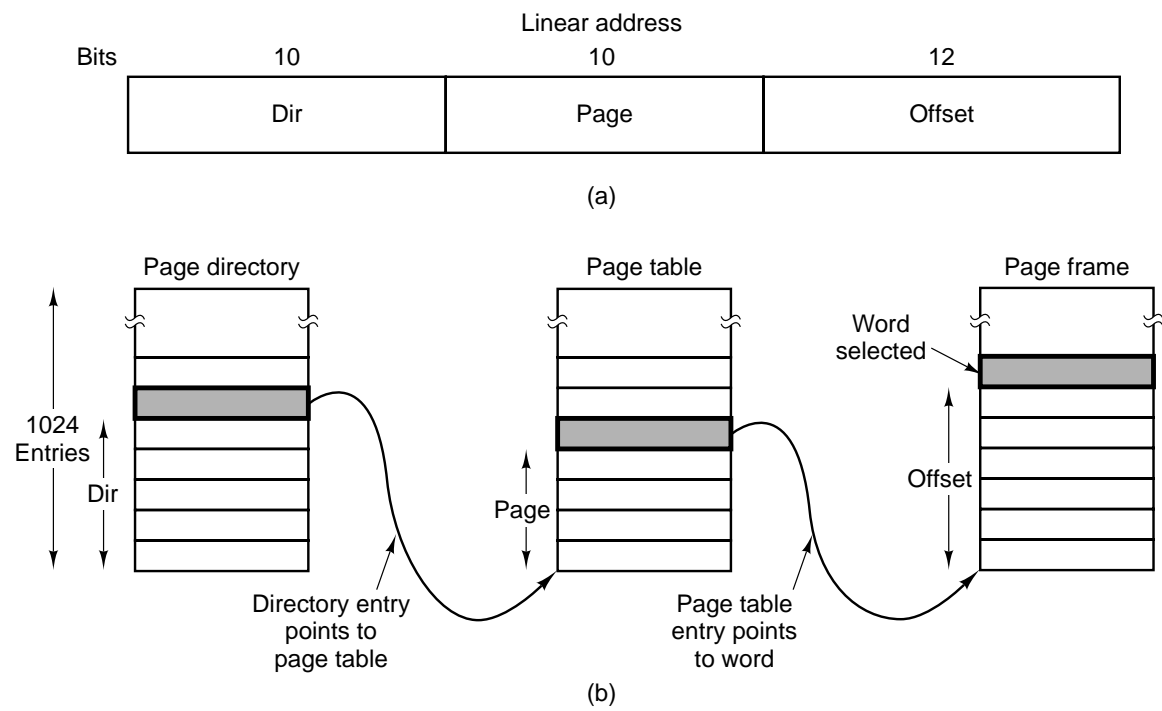 Linear address
Bits 10 10 12
Dir Page Offset
(a)
Page directory Page table Page frame
Word
selected
1024
Entries
Dir
Page
Offset
Directory entry
points to
page table
Page table
entry points
to word
(b)